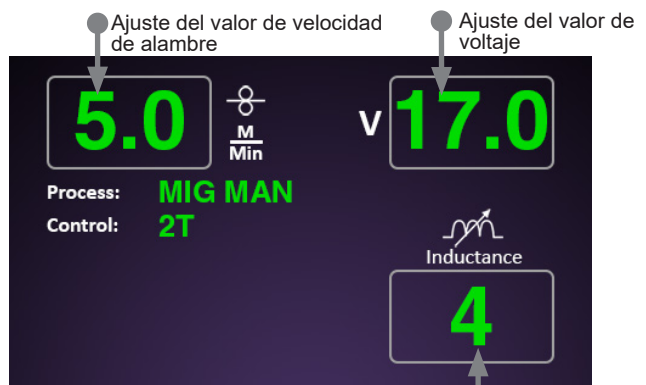 Ajuste del valor de velocidad
de alambre
Ajuste del valor de
voltaje
5.0
M
Min
V
17.0
Process: MIG MAN
Control: 2T
Inductance
4